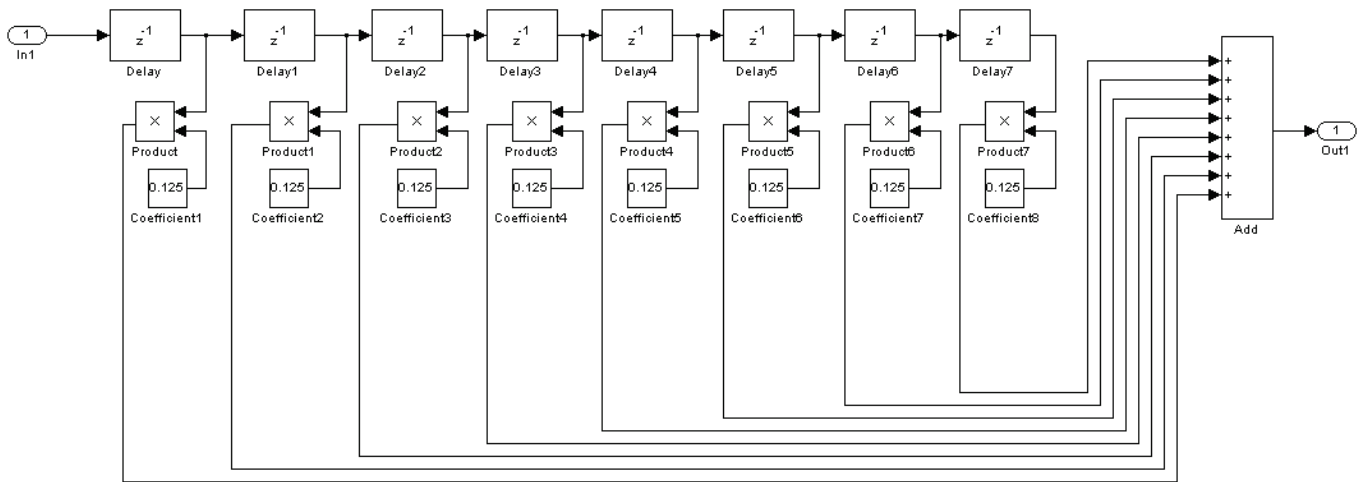 1
In1
z-1
Delay
z-1
Delay1
z-1
Delay2
z-1
Delay3
z-1
Delay4
z-1
Delay5
z-1
Delay6
z-1
Delay7
×
Product
×
Product1
×
Product2
×
Product3
×
Product4
×
Product5
×
Product6
×
Product7
0.125
Coefficient1
0.125
Coefficient2
0.125
Coefficient3
0.125
Coefficient4
0.125
Coefficient5
0.125
Coefficient6
0.125
Coefficient7
0.125
Coefficient8
+
+
+
+
+
+
+
+
Add
1
Out1